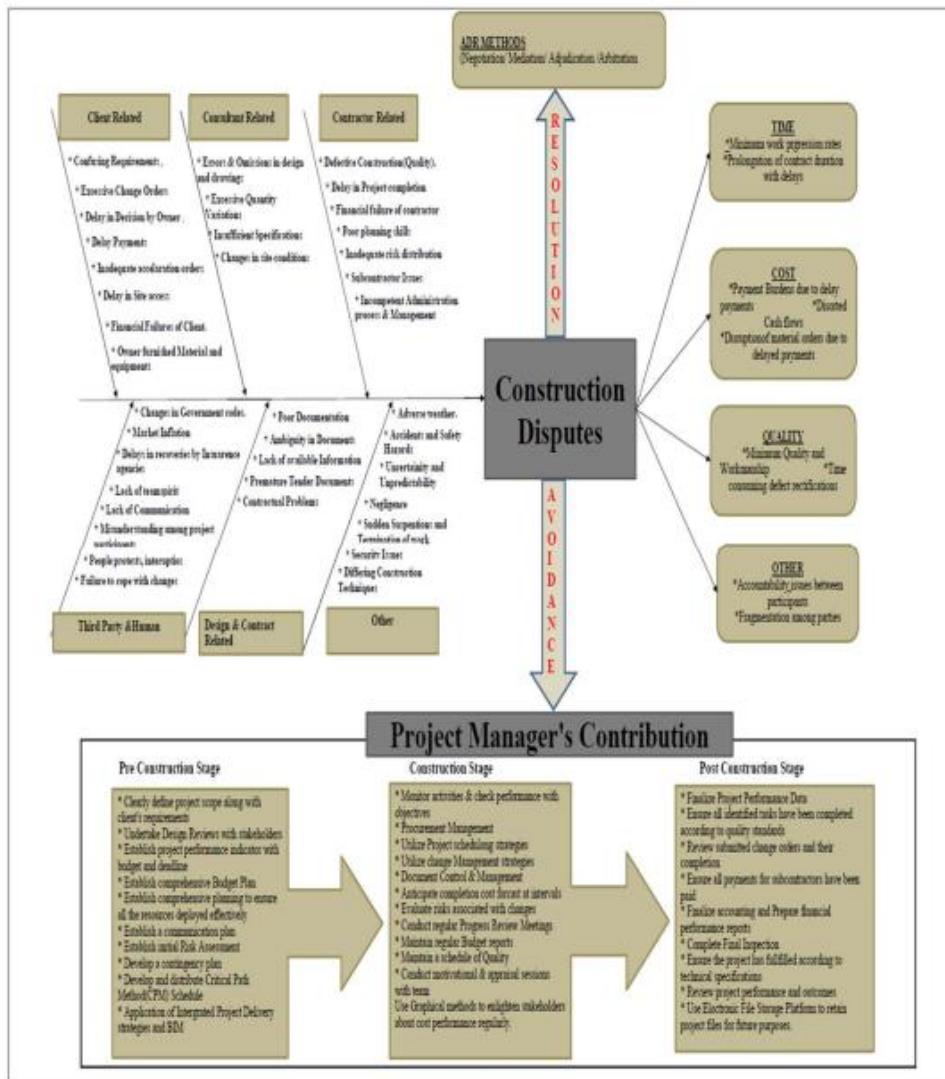 ADR METHODS
(Negotiation/ Mediation/ Adjudication /Arbitration
RESOLUTION
Client Related
* Confusing Requirements .
* Excessive Change Orders
* Delay in Decision by Owner .
* Delay Payments
* Inadequate acceleration orders
* Delay in Site access
* Financial Failures of Client.
* Owner furnished Material and
equipments
Consultant Related
* Errors & Omissions in design
and drawings
* Excessive Quantity
Variations
* Insufficient Specifications
* Changes in site conditions
Contractor Related
* Defective Construction(Quality).
* Delay in Project completion
* Financial failure of contractor
* Poor planning skills
* Inadequate risk distribution
* Subcontractor Issues
* Incompetent Administration
process & Management
Construction
Disputes
TIME
*Minimum work prgression rates
*Prolongation of contract duration
with delays
COST
*Payment Burdens due to delay
payments *Disorted
Cash flows
*Disruptionof material orders due to
delayed payments
QUALITY
*Minimum Quality and
Workmanship *Time
consuming defect rectifications
OTHER
*Accountability issues between
participants
*Fragmentation among parties
* Changes in Government codes.
* Market Inflation
* Delays in recoveries by Insurance
agencies
* Lack of team spirit
* Lack of Communication
* Misunderstanding among project
participants
* People protests, interuptios
* Failure to cope with changes
Third Party &Human
* Poor Documentation
* Ambiguity in Documents
* Lack of available Information
* Premature Tender Documents
* Contractual Problems
Design & Contract
Related
* Adverse weather.
* Accidents and Safety
Hazards
* Uncertainity and
Unpredictability
* Negligence
* Sudden Suspentions and
Termination of work
* Security Issues
* Differing Construction
Techniques
Other
AVOIDANCE
Project Manager's Contribution
Pre Construction Stage
* Clearly define project scope along with
client's requirements
* Undertake Design Reviews with stakeholders
* Establish project performance indicator with
budget and deadline
* Establish comprehensive Budget Plan
* Establish comprehensive planning to ensure
all the resources deployed effectively
* Establish a communication plan
* Establish initial Risk Assessment
* Develop a contingency plan
* Develop and distribute Critical Path
Method(CPM) Schedule
* Application of Intergrated Project Delivery
strategies and BIM
Construction Stage
* Monitor activities & check performance with
objectives
* Procurement Management
* Utilize Project scheduling strategies
* Utilize change Management strategies
* Document Control & Management
* Anticipate completion cost forcast at intervals
* Evaluate risks associated with changes
* Conduct regular Progress Review Meetings
* Maintain regular Budget reports
* Maintain a schedule of Quality
* Conduct motivational & appraisal sessions
with team
Use Graphical methods to enlighten stakeholders
about cost performance regularly.
Post Construction Stage
* Finalize Project Performance Data
* Ensure all identified tasks have been completed
according to quality standards
* Review submitted change orders and their
completion
* Ensure all payments for subcontractors have been
paid
* Finalize accounting and Prepare financial
performance reports
* Complete Final Inspection
* Ensure the project has fullfilled according to
technical specifications
* Review project performance and outcomes
* Use Electronic File Storage Platform to retain
project files for future purposes.